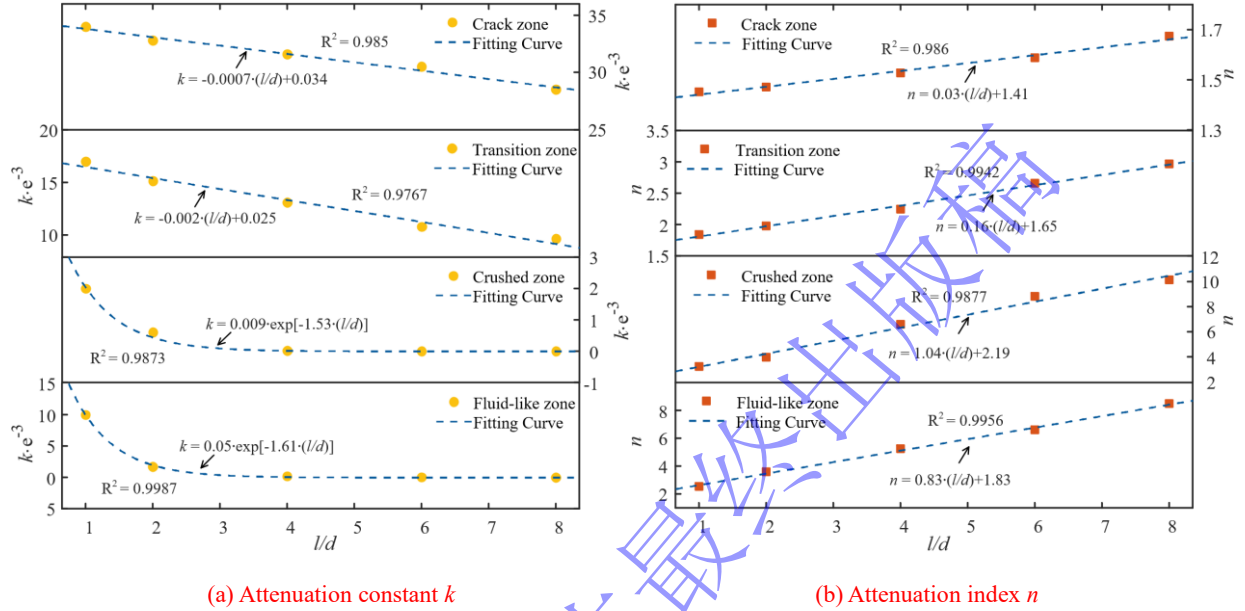 Crack zone
Fitting Curve
R² = 0.985
k = -0.0007·(l/d)+0.034
35
30
25
k·e⁻³
Transition zone
Fitting Curve
R² = 0.9767
k = -0.002·(l/d)+0.025
20
15
10
k·e⁻³
Crushed zone
Fitting Curve
k = 0.009·exp[-1.53·(l/d)]
R² = 0.9873
3
2
1
0
-1
k·e⁻³
Fluid-like zone
Fitting Curve
k = 0.05·exp[-1.61·(l/d)]
R² = 0.9987
15
10
5
0
5
k·e⁻³
1 2 3 4 5 6 7 8
l/d
(a) Attenuation constant k
Crack zone
Fitting Curve
R² = 0.986
n = 0.03·(l/d)+1.41
1.7
1.5
1.3
n
Transition zone
Fitting Curve
R² = 0.9942
n = 0.16·(l/d)+1.65
3.5
3
2.5
2
1.5
n
Crushed zone
Fitting Curve
R² = 0.9877
n = 1.04·(l/d)+2.19
12
10
8
6
4
2
n
Fluid-like zone
Fitting Curve
R² = 0.9956
n = 0.83·(l/d)+1.83
8
6
4
2
n
1 2 3 4 5 6 7 8
l/d
(b) Attenuation index n
最终出版稿